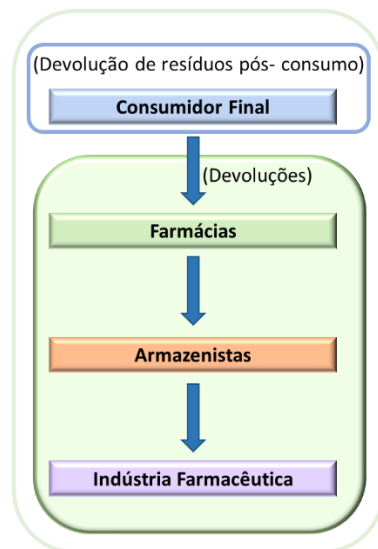 (Devolução de resíduos pós- consumo)
Consumidor Final
(Devoluções)
Farmácias
Armazenistas
Indústria Farmacêutica